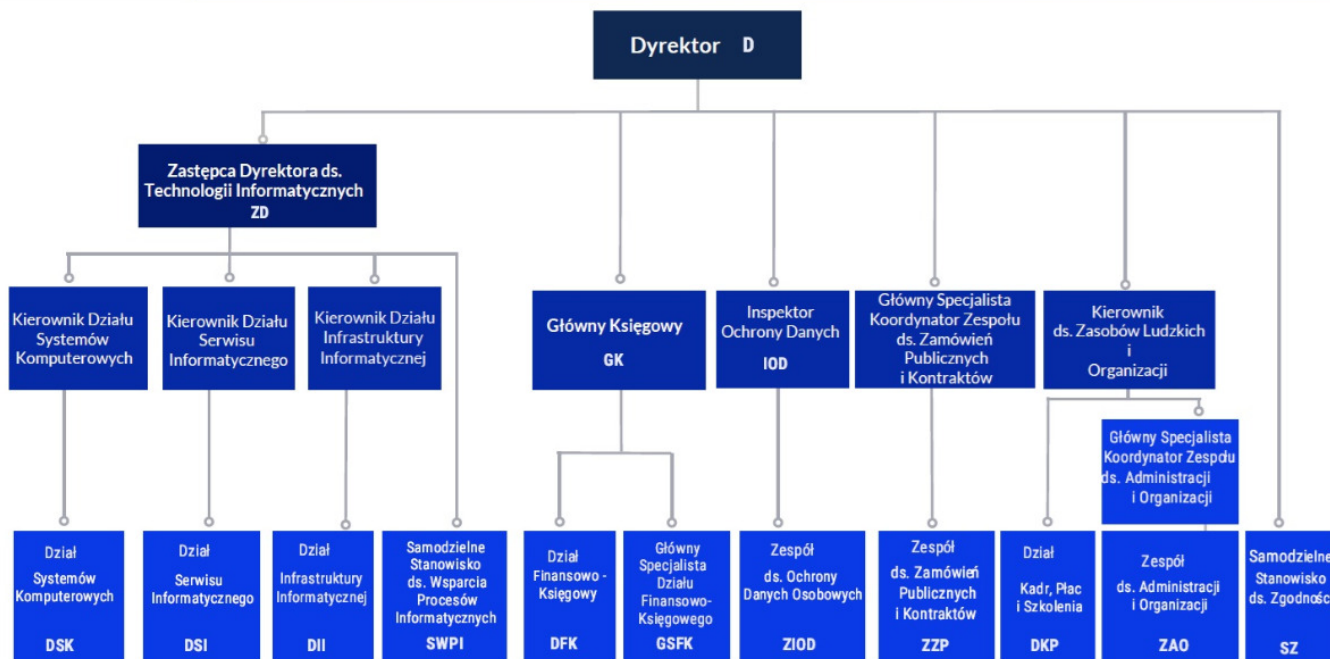 Dyrektor D
Zastępca Dyrektora ds.
Technologii Informatycznych
ZD
Kierownik Działu
Systemów
Komputerowych
Kierownik Działu
Serwisu
Informatycznego
Kierownik Działu
Infrastruktury
Informatycznej
Główny Księgowy
GK
Inspektor
Ochrony Danych
IOD
Główny Specjalista
Koordynator Zespołu
ds. Zamówień
Publicznych
i Kontraktów
Kierownik
ds. Zasobów Ludzkich
i
Organizacji
Główny Specjalista
Koordynator Zespołu
ds. Administracji
i Organizacji
Dział
Systemów
Komputerowych
DSK
Dział
Serwisu
Informatycznego
DSI
Dział
Infrastruktury
Informatycznej
DII
Samodzielne
Stanowisko
ds. Wsparcia
Procesów
Informatycznych
SWPI
Dział
Finansowo -
Księgowy
DFK
Główny
Specjalista
Działu
Finansowo-
Księgowego
GSFK
Zespół
ds. Ochrony
Danych Osobowych
ZIOD
Zespół
ds. Zamówień
Publicznych
i Kontraktów
ZZP
Dział
Kadr, Płac
i Szkolenia
DKP
Zespół
ds. Administracji
i Organizacji
ZAO
Samodzielne
Stanowisko
ds. Zgodności
SZ